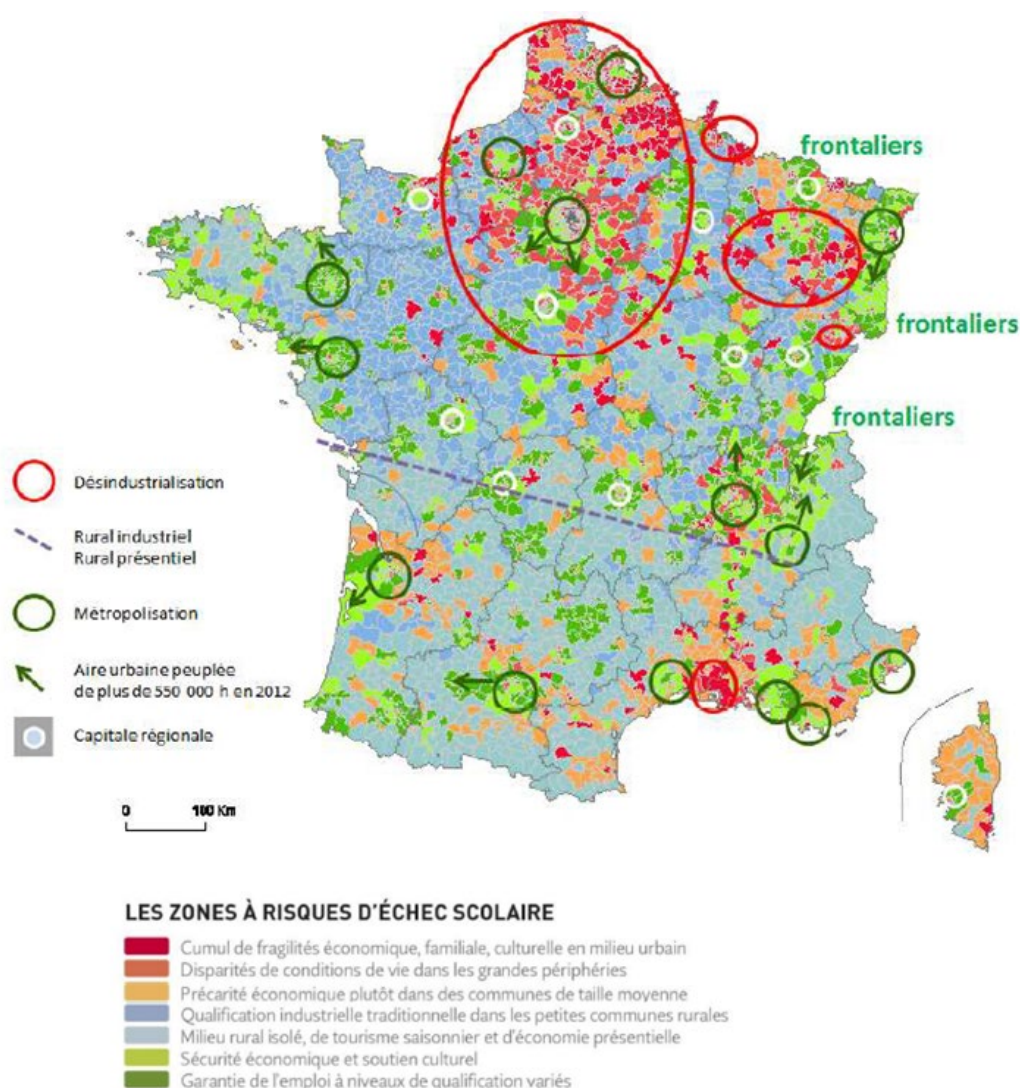 frontaliers
frontaliers
frontaliers
Désindustrialisation
Rural industriel
Rural présentiel
Métropolisation
Aire urbaine peuplée
de plus de 550 000 h en 2012
Capitale régionale
0 100 Km
LES ZONES À RISQUES D'ÉCHEC SCOLAIRE
Cumul de fragilités économique, familiale, culturelle en milieu urbain
Disparités de conditions de vie dans les grandes périphéries
Précarité économique plutôt dans des communes de taille moyenne
Qualification industrielle traditionnelle dans les petites communes rurales
Milieu rural isolé, de tourisme saisonnier et d'économie présentielle
Sécurité économique et soutien culturel
Garantie de l'emploi à niveaux de qualification variés